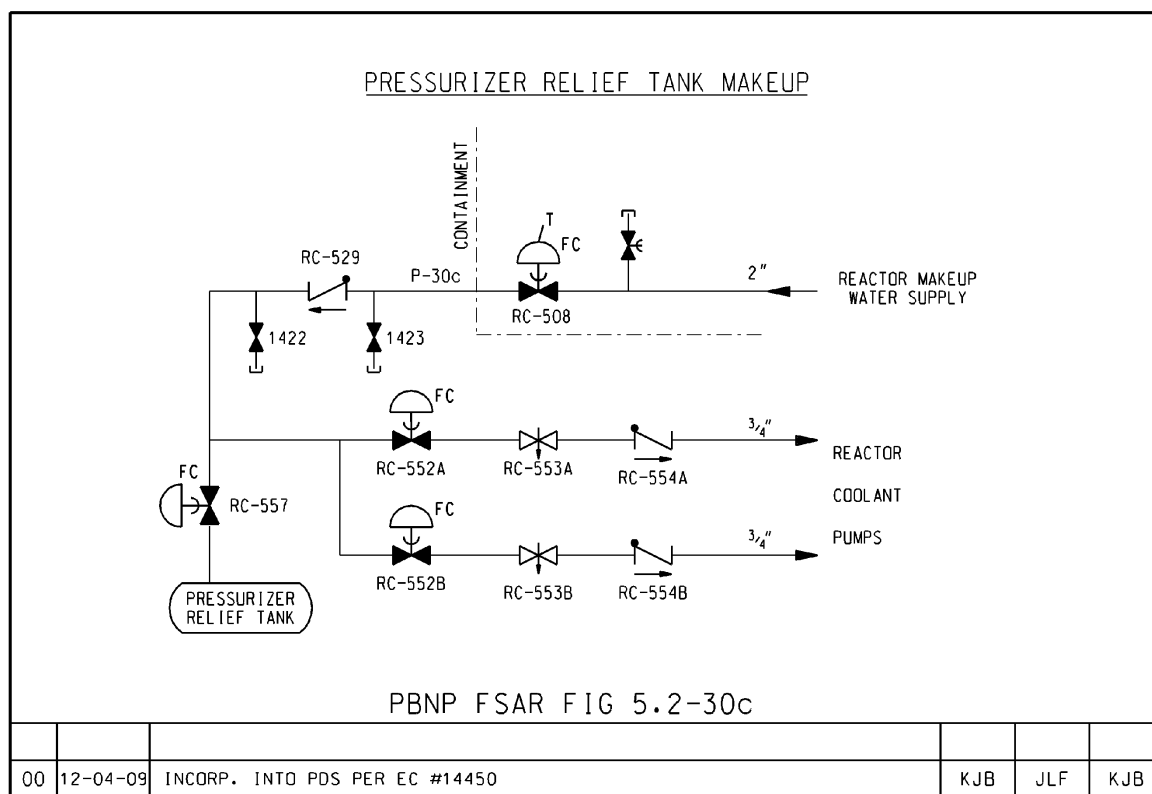 PRESSURIZER RELIEF TANK MAKEUP
CONTAINMENT
T
FC
RC-529
P-30c
2"
REACTOR MAKEUP
WATER SUPPLY
RC-508
1422
1423
FC
3/4"
RC-552A
RC-553A
RC-554A
REACTOR
COOLANT
PUMPS
FC
RC-557
FC
3/4"
RC-552B
RC-553B
RC-554B
PRESSURIZER
RELIEF TANK
PBNP FSAR FIG 5.2-30c
00 12-04-09 INCORP. INTO PDS PER EC #14450 KJB JLF KJB